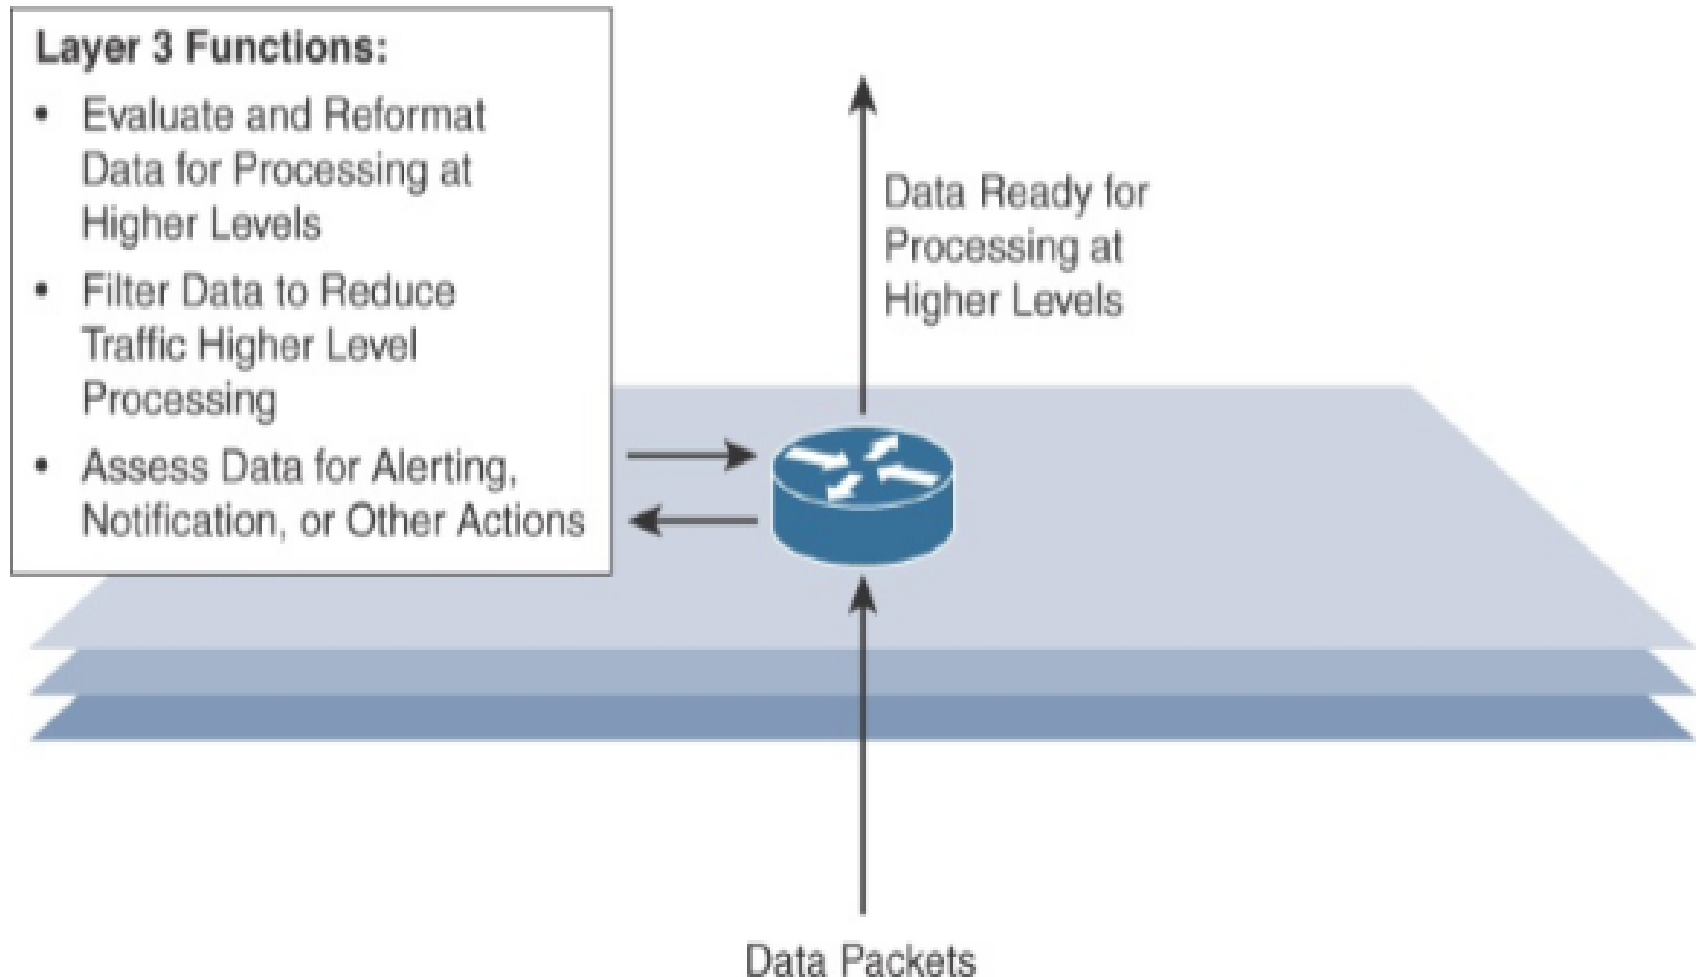 Layer 3 Functions:
• Evaluate and Reformat
Data for Processing at
Higher Levels
• Filter Data to Reduce
Traffic Higher Level
Processing
• Assess Data for Alerting,
Notification, or Other Actions
Data Ready for
Processing at
Higher Levels
Data Packets